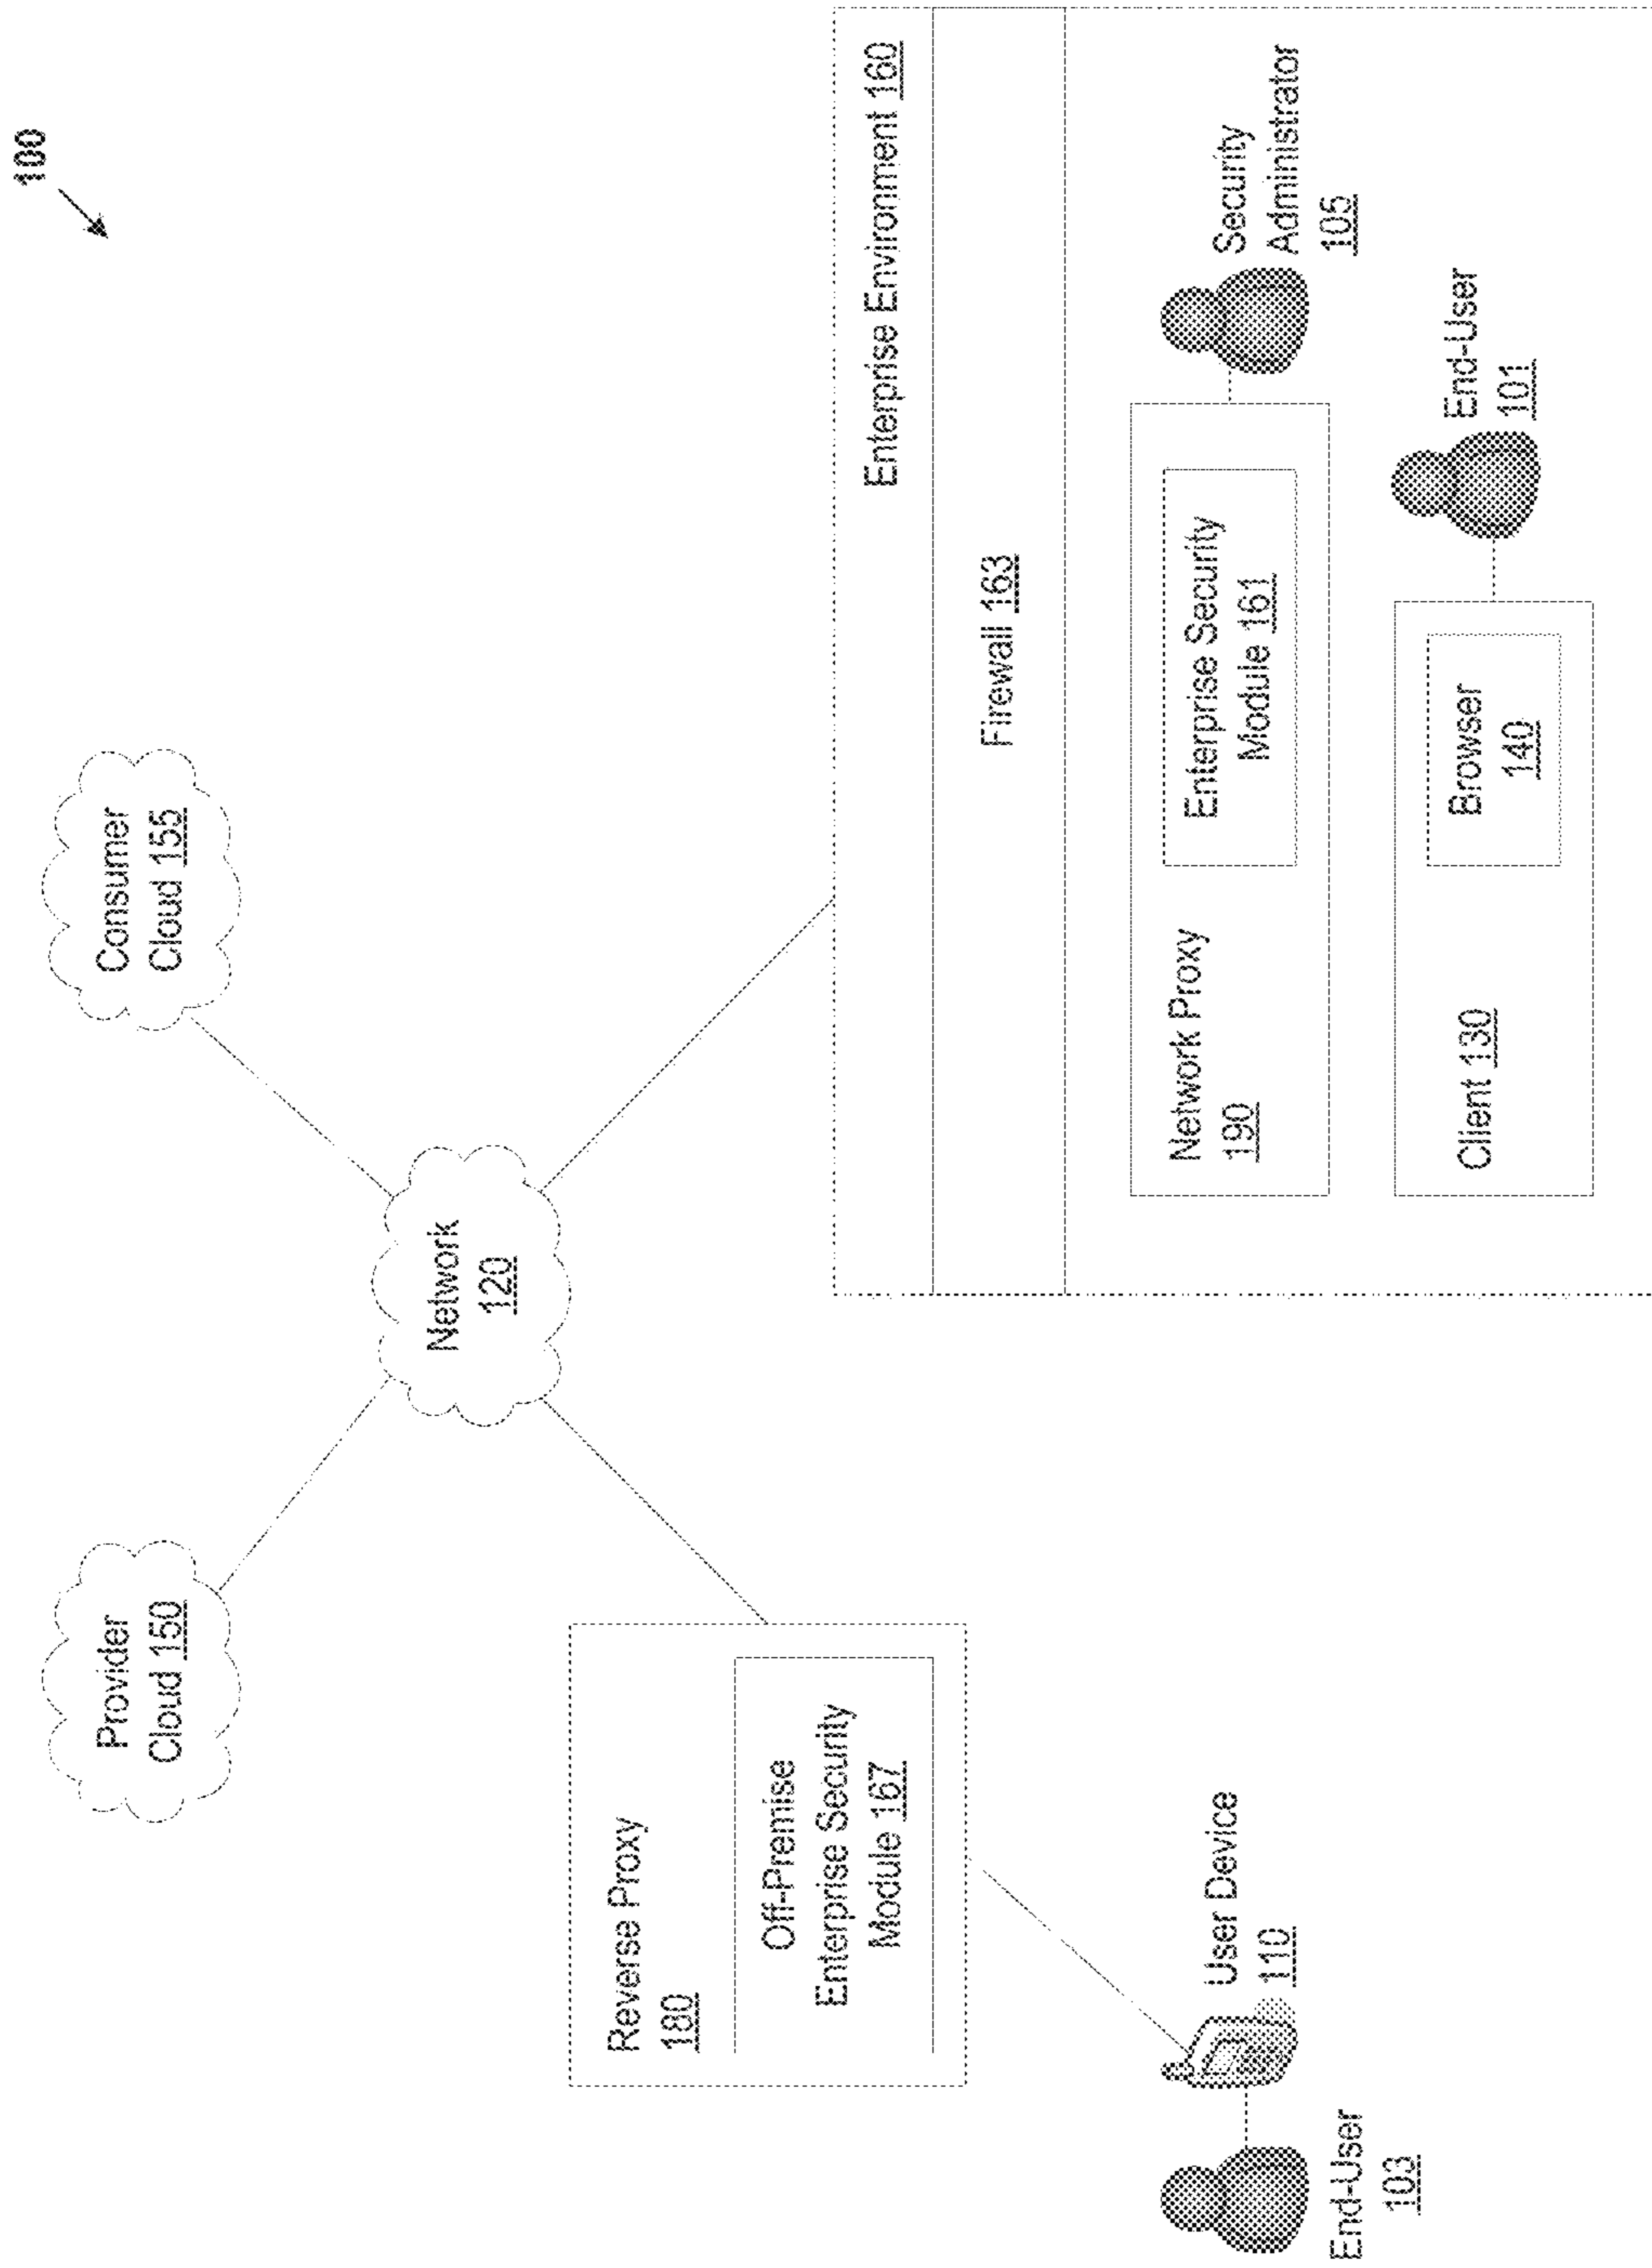 100
Provider
Cloud 150
Consumer
Cloud 155
Network
120
Reverse Proxy
180
Off-Premise
Enterprise Security
Module 167
End-User
103
User Device
110
Enterprise Environment 160
Firewall 163
Network Proxy
190
Enterprise Security
Module 161
Security
Administrator
105
Client 130
Browser
140
End-User
101